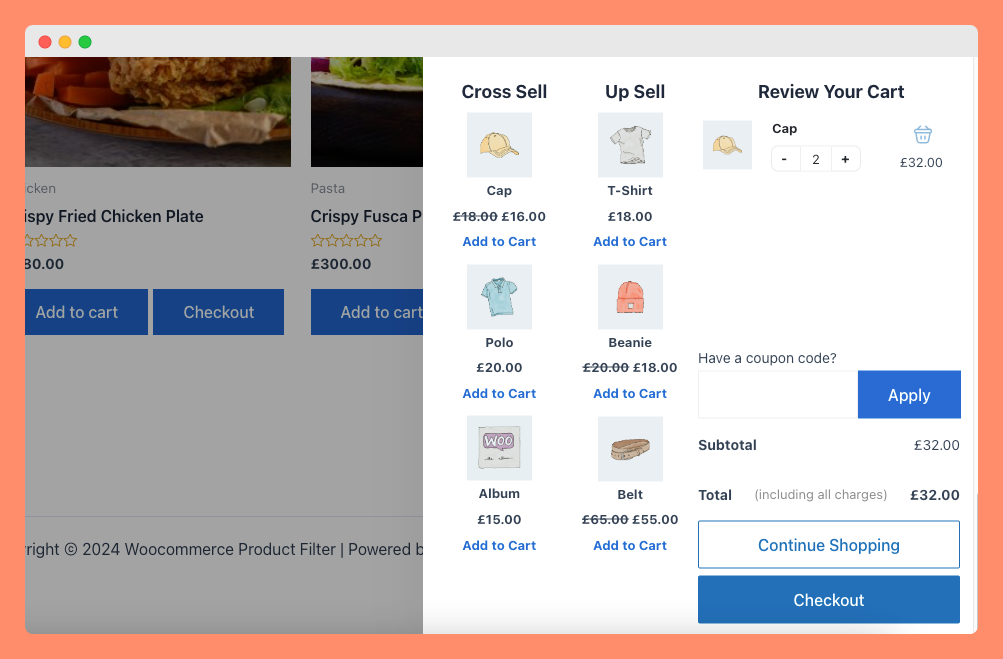 Cross Sell
Up Sell
Review Your Cart
Cap
£18.00 £16.00
Add to Cart
Polo
£20.00
Add to Cart
WOO
Album
£15.00
Add to Cart
T-Shirt
£18.00
Add to Cart
Beanie
£20.00 £18.00
Add to Cart
Belt
£65.00 £55.00
Add to Cart
Cap
- 2 +
£32.00
Have a coupon code?
Apply
Subtotal £32.00
Total (including all charges) £32.00
Continue Shopping
Checkout
cken
ispy Fried Chicken Plate
80.00
Add to cart
Checkout
Pasta
Crispy Fusca P
£300.00
Add to cart
right © 2024 Woocommerce Product Filter | Powered b